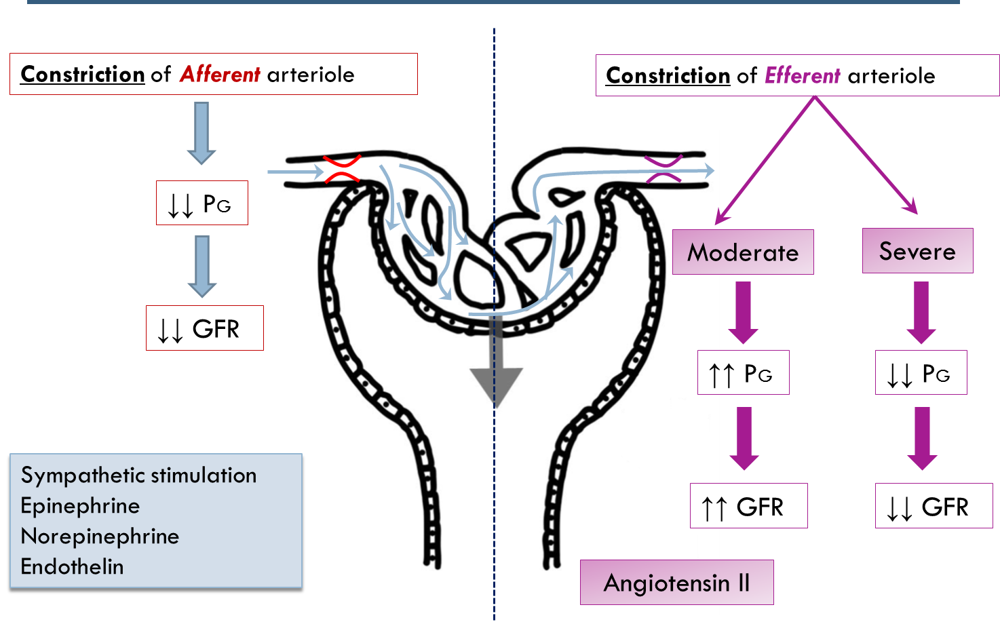 Constriction of Afferent arteriole
↓↓ PG
↓↓ GFR
Sympathetic stimulation
Epinephrine
Norepinephrine
Endothelin
Constriction of Efferent arteriole
Moderate
Severe
↑↑ PG
↓↓ PG
↑↑ GFR
↓↓ GFR
Angiotensin II